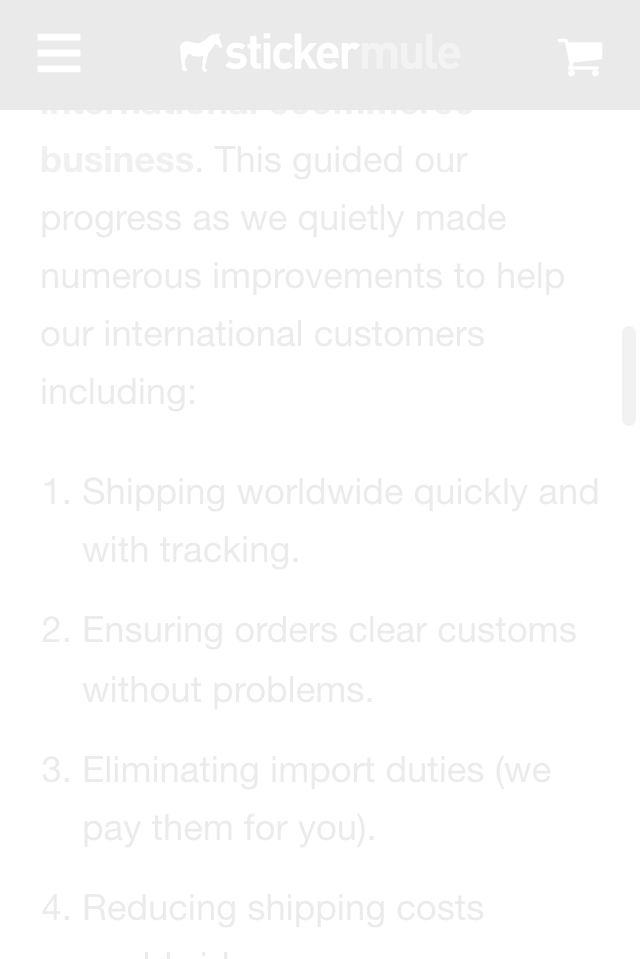 stickermule
international ecommerce
business. This guided our
progress as we quietly made
numerous improvements to help
our international customers
including:
1. Shipping worldwide quickly and
with tracking.
2. Ensuring orders clear customs
without problems.
3. Eliminating import duties (we
pay them for you).
4. Reducing shipping costs